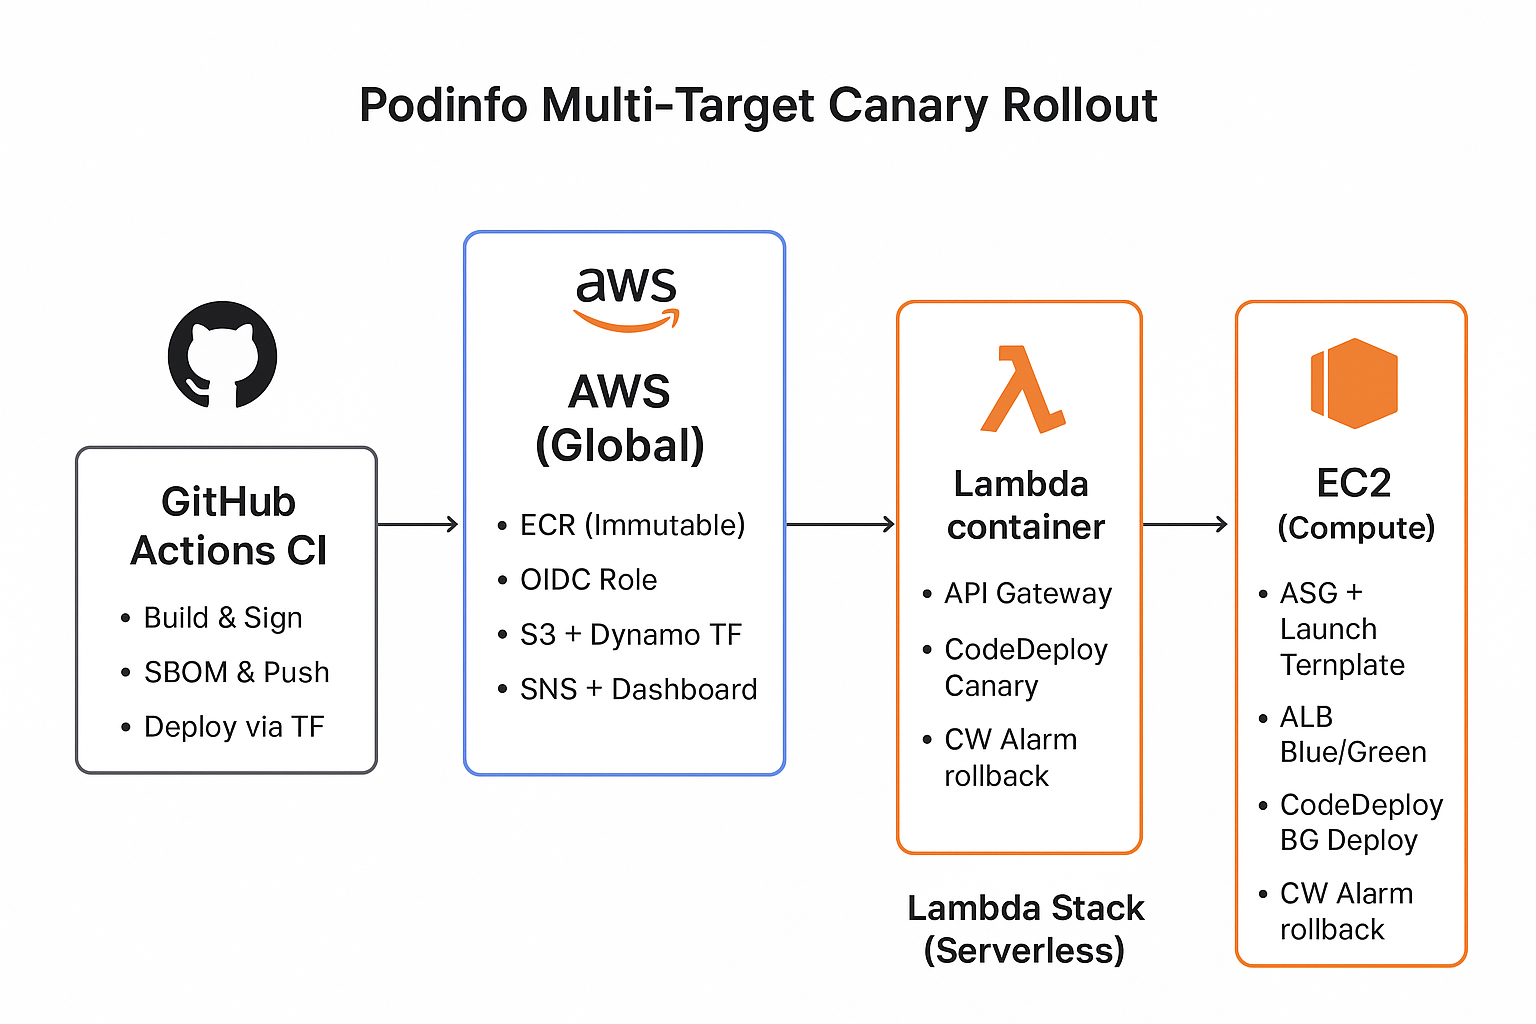 Podinfo Multi-Target Canary Rollout
GitHub
Actions CI
• Build & Sign
• SBOM & Push
• Deploy via TF
aws
AWS
(Global)
• ECR (Immutable)
• OIDC Role
• S3 + Dynamo TF
• SNS + Dashboard
Lambda
container
• API Gateway
• CodeDeploy
Canary
• CW Alarm
rollback
Lambda Stack
(Serverless)
EC2
(Compute)
• ASG +
Launch
Ternplate
• ALB
Blue/Green
• CodeDeploy
BG Deploy
• CW Alarm
rollback